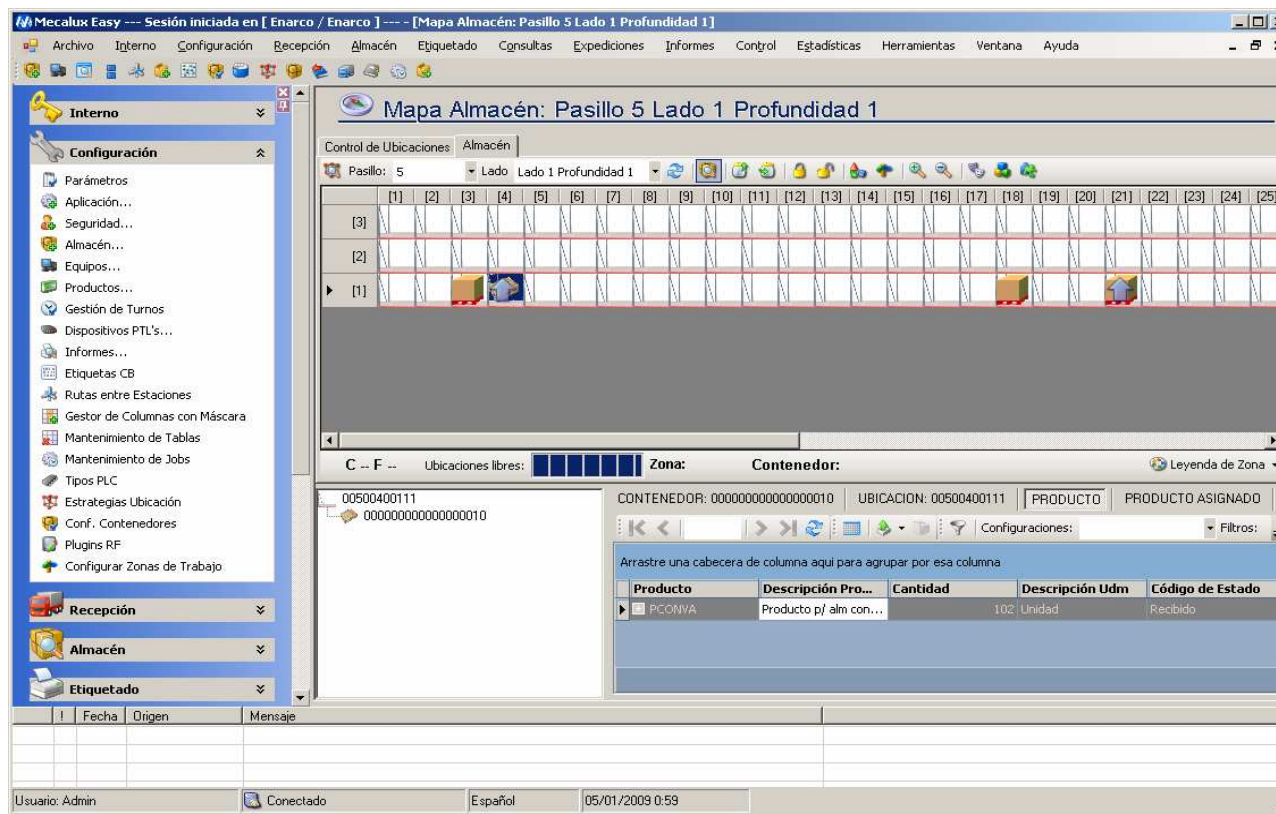 Mecalux Easy --- Sesión iniciada en [ Enarco / Enarco ] ---- - [Mapa Almacén: Pasillo 5 Lado 1 Profundidad 1]
Archivo Interno Configuración Recepción Almacén Etiquetado Consultas Expediciones Informes Control Estadísticas Herramientas Ventana Ayuda
Interno
Configuración
Parámetros
Aplicación...
Seguridad...
Almacén...
Equipos...
Productos...
Gestión de Turnos
Dispositivos PTL's...
Informes...
Etiquetas CB
Rutas entre Estaciones
Gestor de Columnas con Máscara
Mantenimiento de Tablas
Mantenimiento de Jobs
Tipos PLC
Estrategias Ubicación
Conf. Contenedores
Plugins RF
Configurar Zonas de Trabajo
Recepción
Almacén
Etiquetado
Mapa Almacén: Pasillo 5 Lado 1 Profundidad 1
Control de Ubicaciones Almacén
Pasillo: 5 Lado Lado 1 Profundidad 1
[1] [2] [3] [4] [5] [6] [7] [8] [9] [10] [11] [12] [13] [14] [15] [16] [17] [18] [19] [20] [21] [22] [23] [24] [25]
[3]
[2]
[1]
C -- F -- Ubicaciones libres: Zona: Contenedor: Leyenda de Zona
00500400111
000000000000000010
CONTENEDOR: 000000000000000010 UBICACION: 00500400111 PRODUCTO PRODUCTO ASIGNADO
Configuraciones: Filtros:
Arrastre una cabecera de columna aqui para agrupar por esa columna
Producto Descripción Pro... Cantidad Descripción Udm Código de Estado
PCONVA Producto p/ alm con... 102 Unidad Recibido
! Fecha Origen Mensaje
Usuario: Admin Conectado Español 05/01/2009 0:59